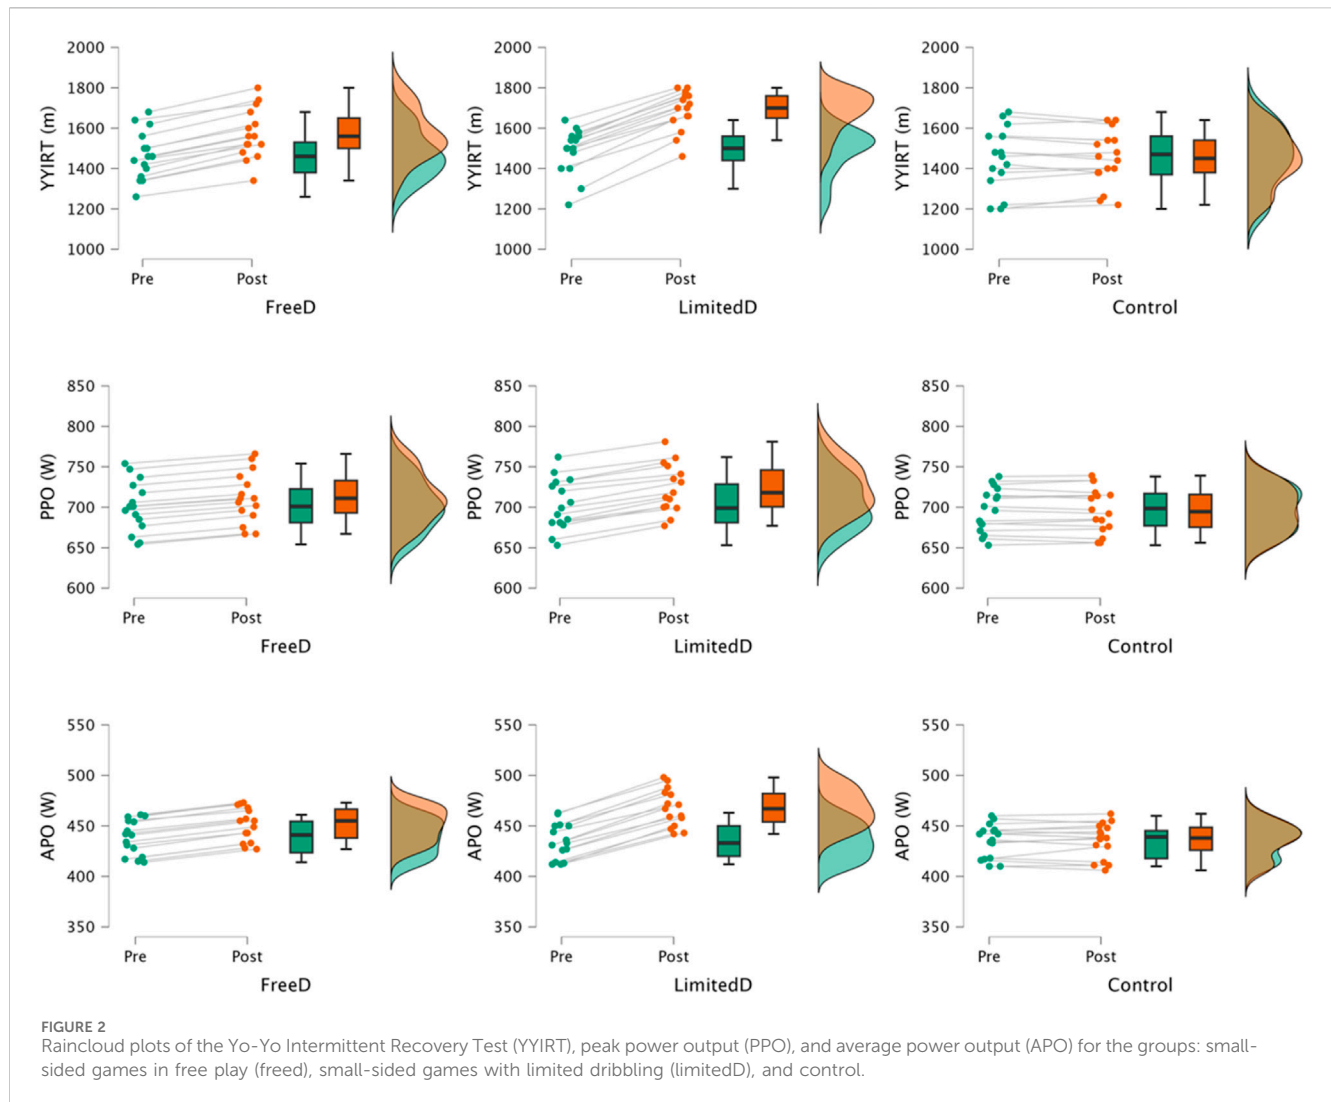 2000
1800
1600
1400
1200
1000
YYIRT (m)
Pre
Post
FreeD
2000
1800
1600
1400
1200
1000
YYIRT (m)
Pre
Post
LimitedD
2000
1800
1600
1400
1200
1000
YYIRT (m)
Pre
Post
Control
850
800
750
700
650
600
PPO (W)
Pre
Post
FreeD
850
800
750
700
650
600
PPO (W)
Pre
Post
LimitedD
850
800
750
700
650
600
PPO (W)
Pre
Post
Control
550
500
450
400
350
APO (W)
Pre
Post
FreeD
550
500
450
400
350
APO (W)
Pre
Post
LimitedD
550
500
450
400
350
APO (W)
Pre
Post
Control
FIGURE 2
Raincloud plots of the Yo-Yo Intermittent Recovery Test (YYIRT), peak power output (PPO), and average power output (APO) for the groups: small-
sided games in free play (freed), small-sided games with limited dribbling (limitedD), and control.